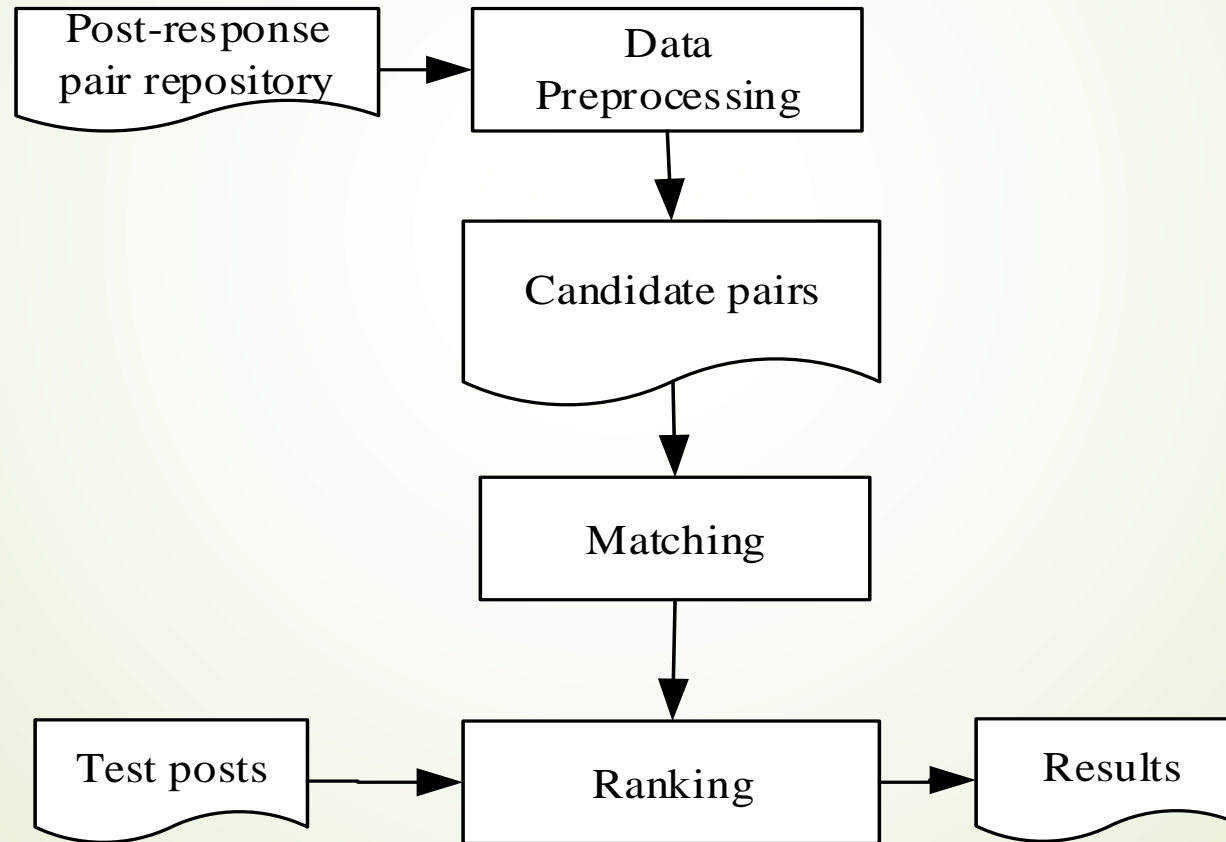 Post-response
pair repository
Data
Preprocessing
Candidate pairs
Matching
Test posts
Ranking
Results